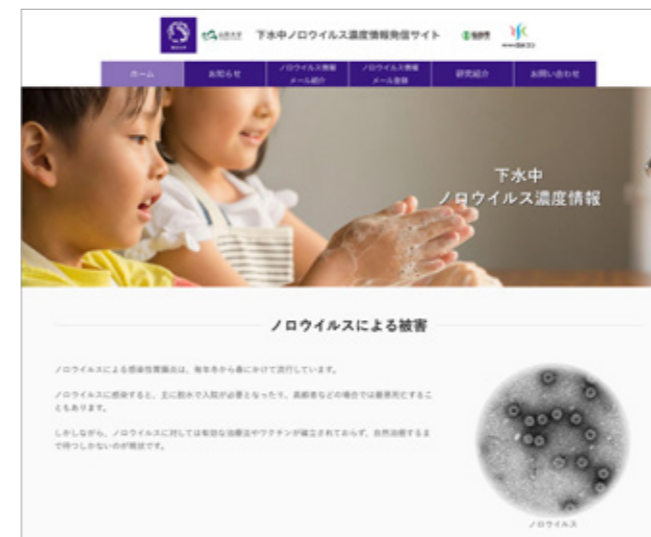 下水中ノロウイルス濃度情報発信サイト
ホーム
お知らせ
ノロウイルス情報
メール紹介
ノロウイルス情報
メール登録
研究紹介
お問い合わせ
下水中
ノロウイルス濃度情報
ノロウイルスによる被害
ノロウイルスによる感染性胃腸炎は、毎年冬から春にかけて流行しています。
ノロウイルスに感染すると、主に脱水で入院が必要となったり、高齢者などの場合では最悪死亡するこ
ともあります。
しかしながら、ノロウイルスに対しては有効な治療法やワクチンが確立されておらず、自然治癒するま
で待つしかないのが現状です。
ノロウイルス